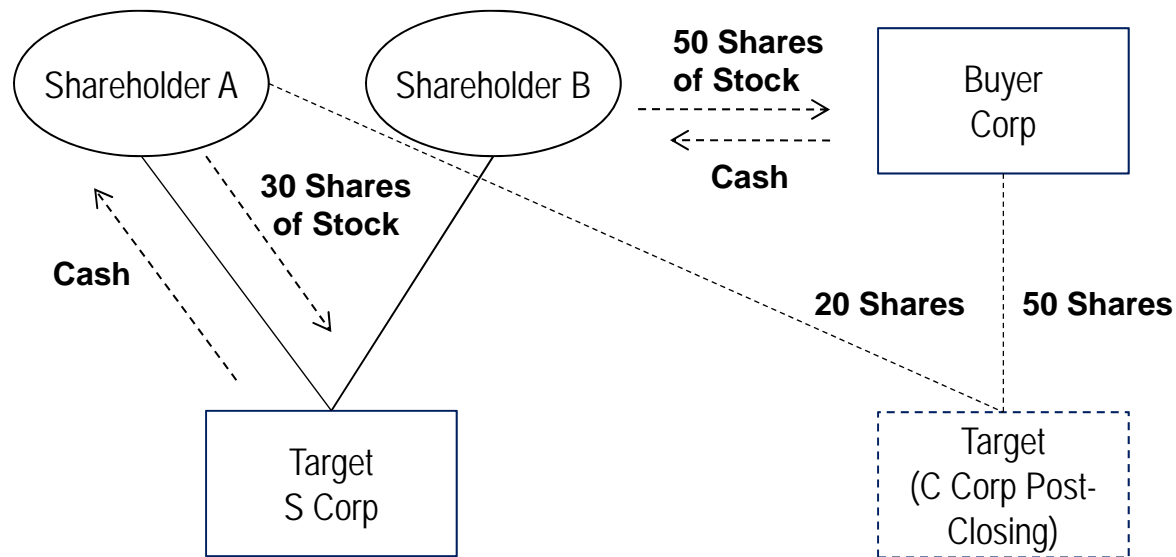 Shareholder A
Shareholder B
50 Shares
of Stock
Cash
Buyer
Corp
30 Shares
of Stock
Cash
20 Shares
50 Shares
Target
S Corp
Target
(C Corp Post-
Closing)